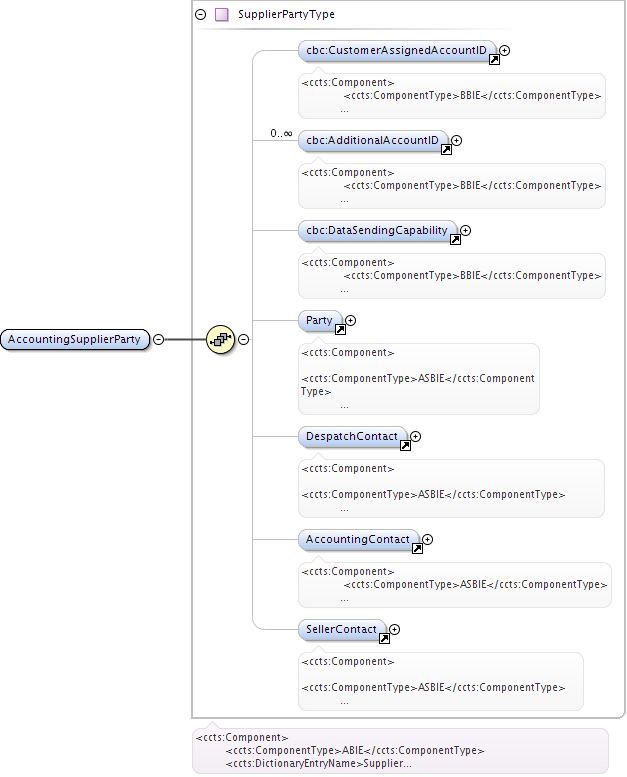 SupplierPartyType
cbc:CustomerAssignedAccountID
<ccts:Component>
<ccts:ComponentType>BBIE</ccts:ComponentType>
...
0..∞
cbc:AdditionalAccountID
<ccts:Component>
<ccts:ComponentType>BBIE</ccts:ComponentType>
...
cbc:DataSendingCapability
<ccts:Component>
<ccts:ComponentType>BBIE</ccts:ComponentType>
...
AccountingSupplierParty
Party
<ccts:Component>
<ccts:ComponentType>ASBIE</ccts:Component
Type>
...
DespatchContact
<ccts:Component>
<ccts:ComponentType>ASBIE</ccts:ComponentType>
...
AccountingContact
<ccts:Component>
<ccts:ComponentType>ASBIE</ccts:ComponentType>
...
SellerContact
<ccts:Component>
<ccts:ComponentType>ASBIE</ccts:ComponentType>
...
<ccts:Component>
<ccts:ComponentType>ABIE</ccts:ComponentType>
<ccts:DictionaryEntryName>Supplier...